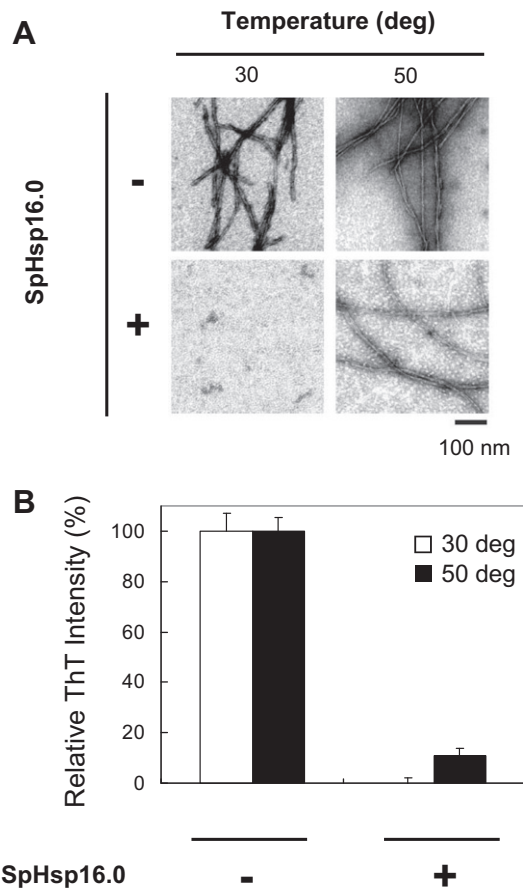 A
Temperature (deg)
30 50
SpHsp16.0
-
+
100 nm
B
Relative ThT Intensity (%)
100
80
60
40
20
0
30 deg
50 deg
SpHsp16.0 - +